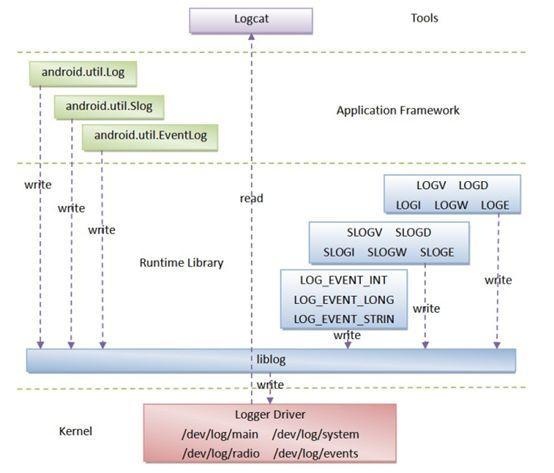 Logcat
Tools
android.util.Log
android.util.Slog
android.util.EventLog
Application Framework
write
write
write
read
Runtime Library
LOGV LOGD
LOGI LOGW LOGE
SLOGV SLOGD
SLOGI SLOGW SLOGE
LOG_EVENT_INT
LOG_EVENT_LONG
LOG_EVENT_STRIN
write
write
write
liblog
write
Kernel
Logger Driver
/dev/log/main /dev/log/system
/dev/log/radio /dev/log/events